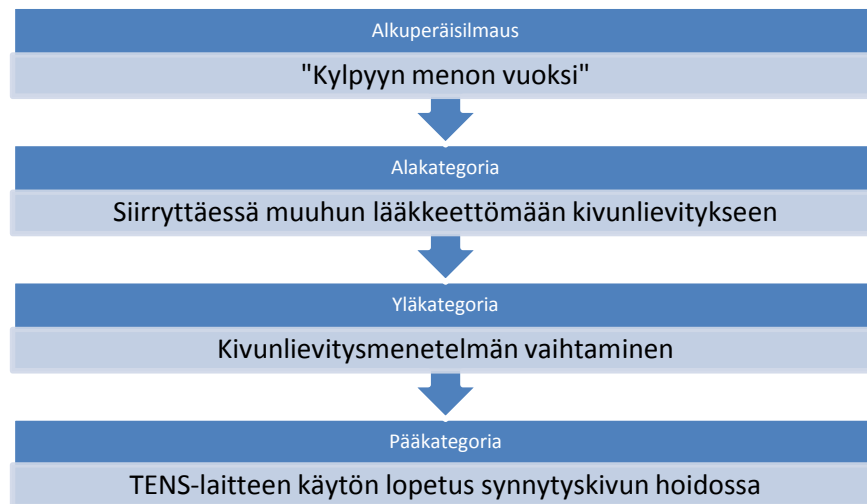 Alkuperäisilmaus
"Kylpyyn menon vuoksi"
Alakategoria
Siirryttäessä muuhun lääkkeettömään kivunlievitykseen
Yläkategoria
Kivunlievitysmenetelmän vaihtaminen
Pääkategoria
TENS-laitteen käytön lopetus synnytyskivun hoidossa